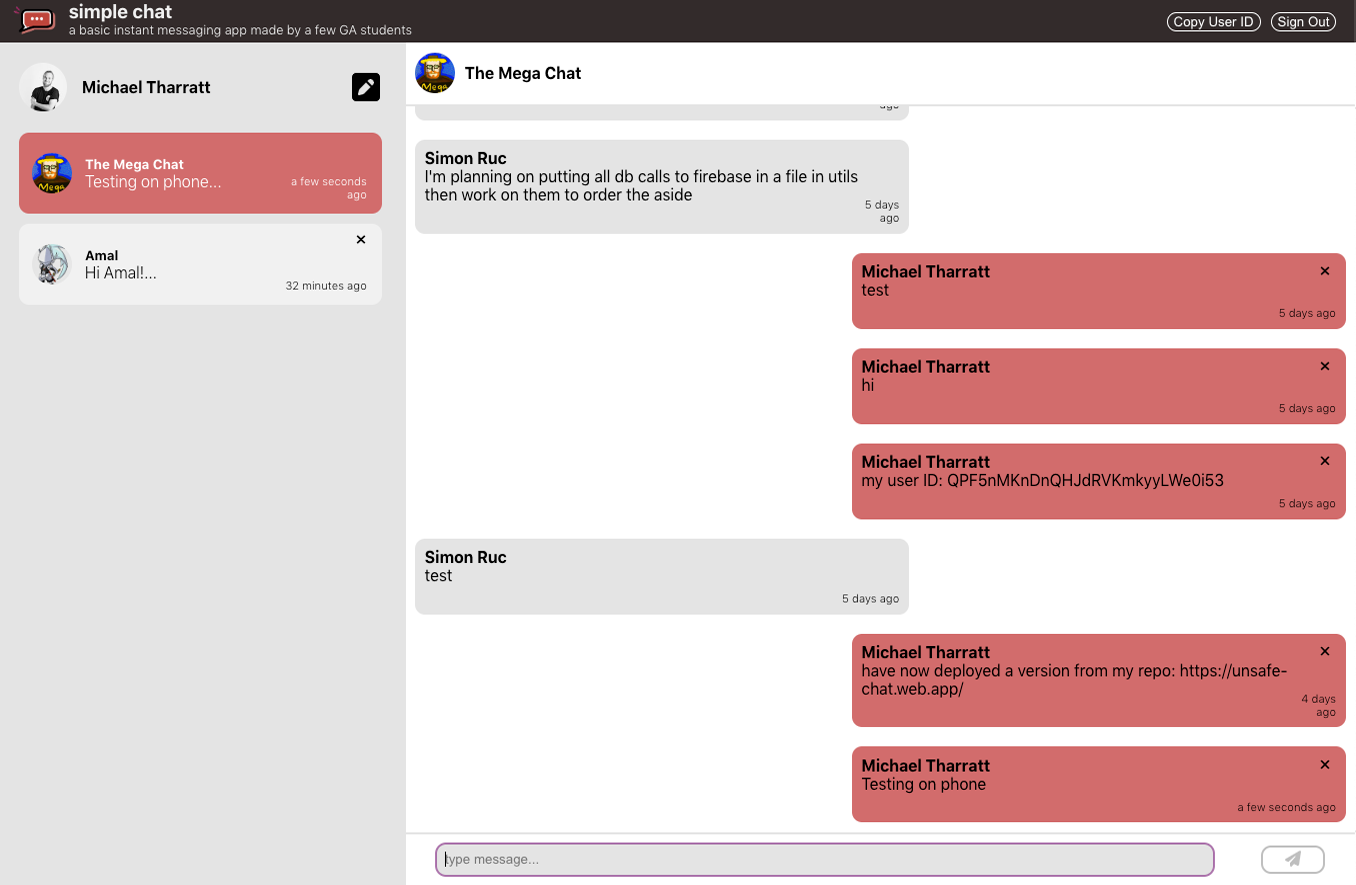 simple chat
a basic instant messaging app made by a few GA students
Copy User ID
Sign Out
Michael Tharratt
Mega
The Mega Chat
Testing on phone...
a few seconds
ago
Amal
Hi Amal!...
32 minutes ago
Mega
The Mega Chat
ago
Simon Ruc
I'm planning on putting all db calls to firebase in a file in utils
then work on them to order the aside
5 days
ago
Michael Tharratt
test
5 days ago
Michael Tharratt
hi
5 days ago
Michael Tharratt
my user ID: QPF5nMKnDnQHJdRVKmkyyLWe0i53
5 days ago
Simon Ruc
test
5 days ago
Michael Tharratt
have now deployed a version from my repo: https://unsafe-
chat.web.app/
4 days
ago
Michael Tharratt
Testing on phone
a few seconds ago
type message...